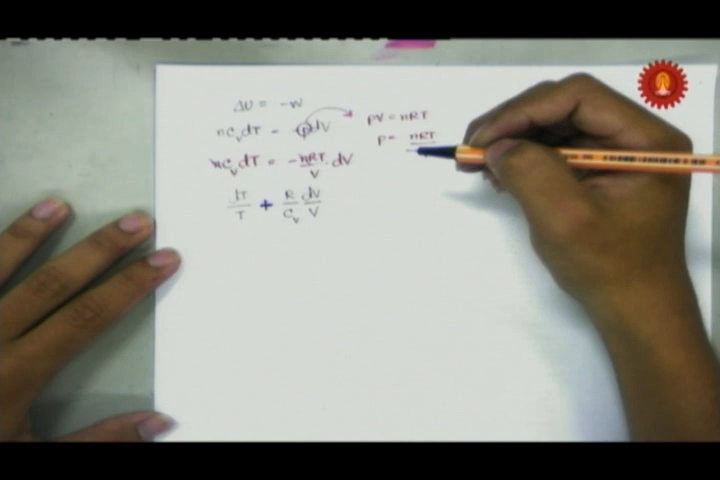 ΔU = -W
nCᵥdT = -pdV
PV = nRT
P = nRT
nCᵥdT = -nRT/V . dV
dT/T + R/Cᵥ dV/V